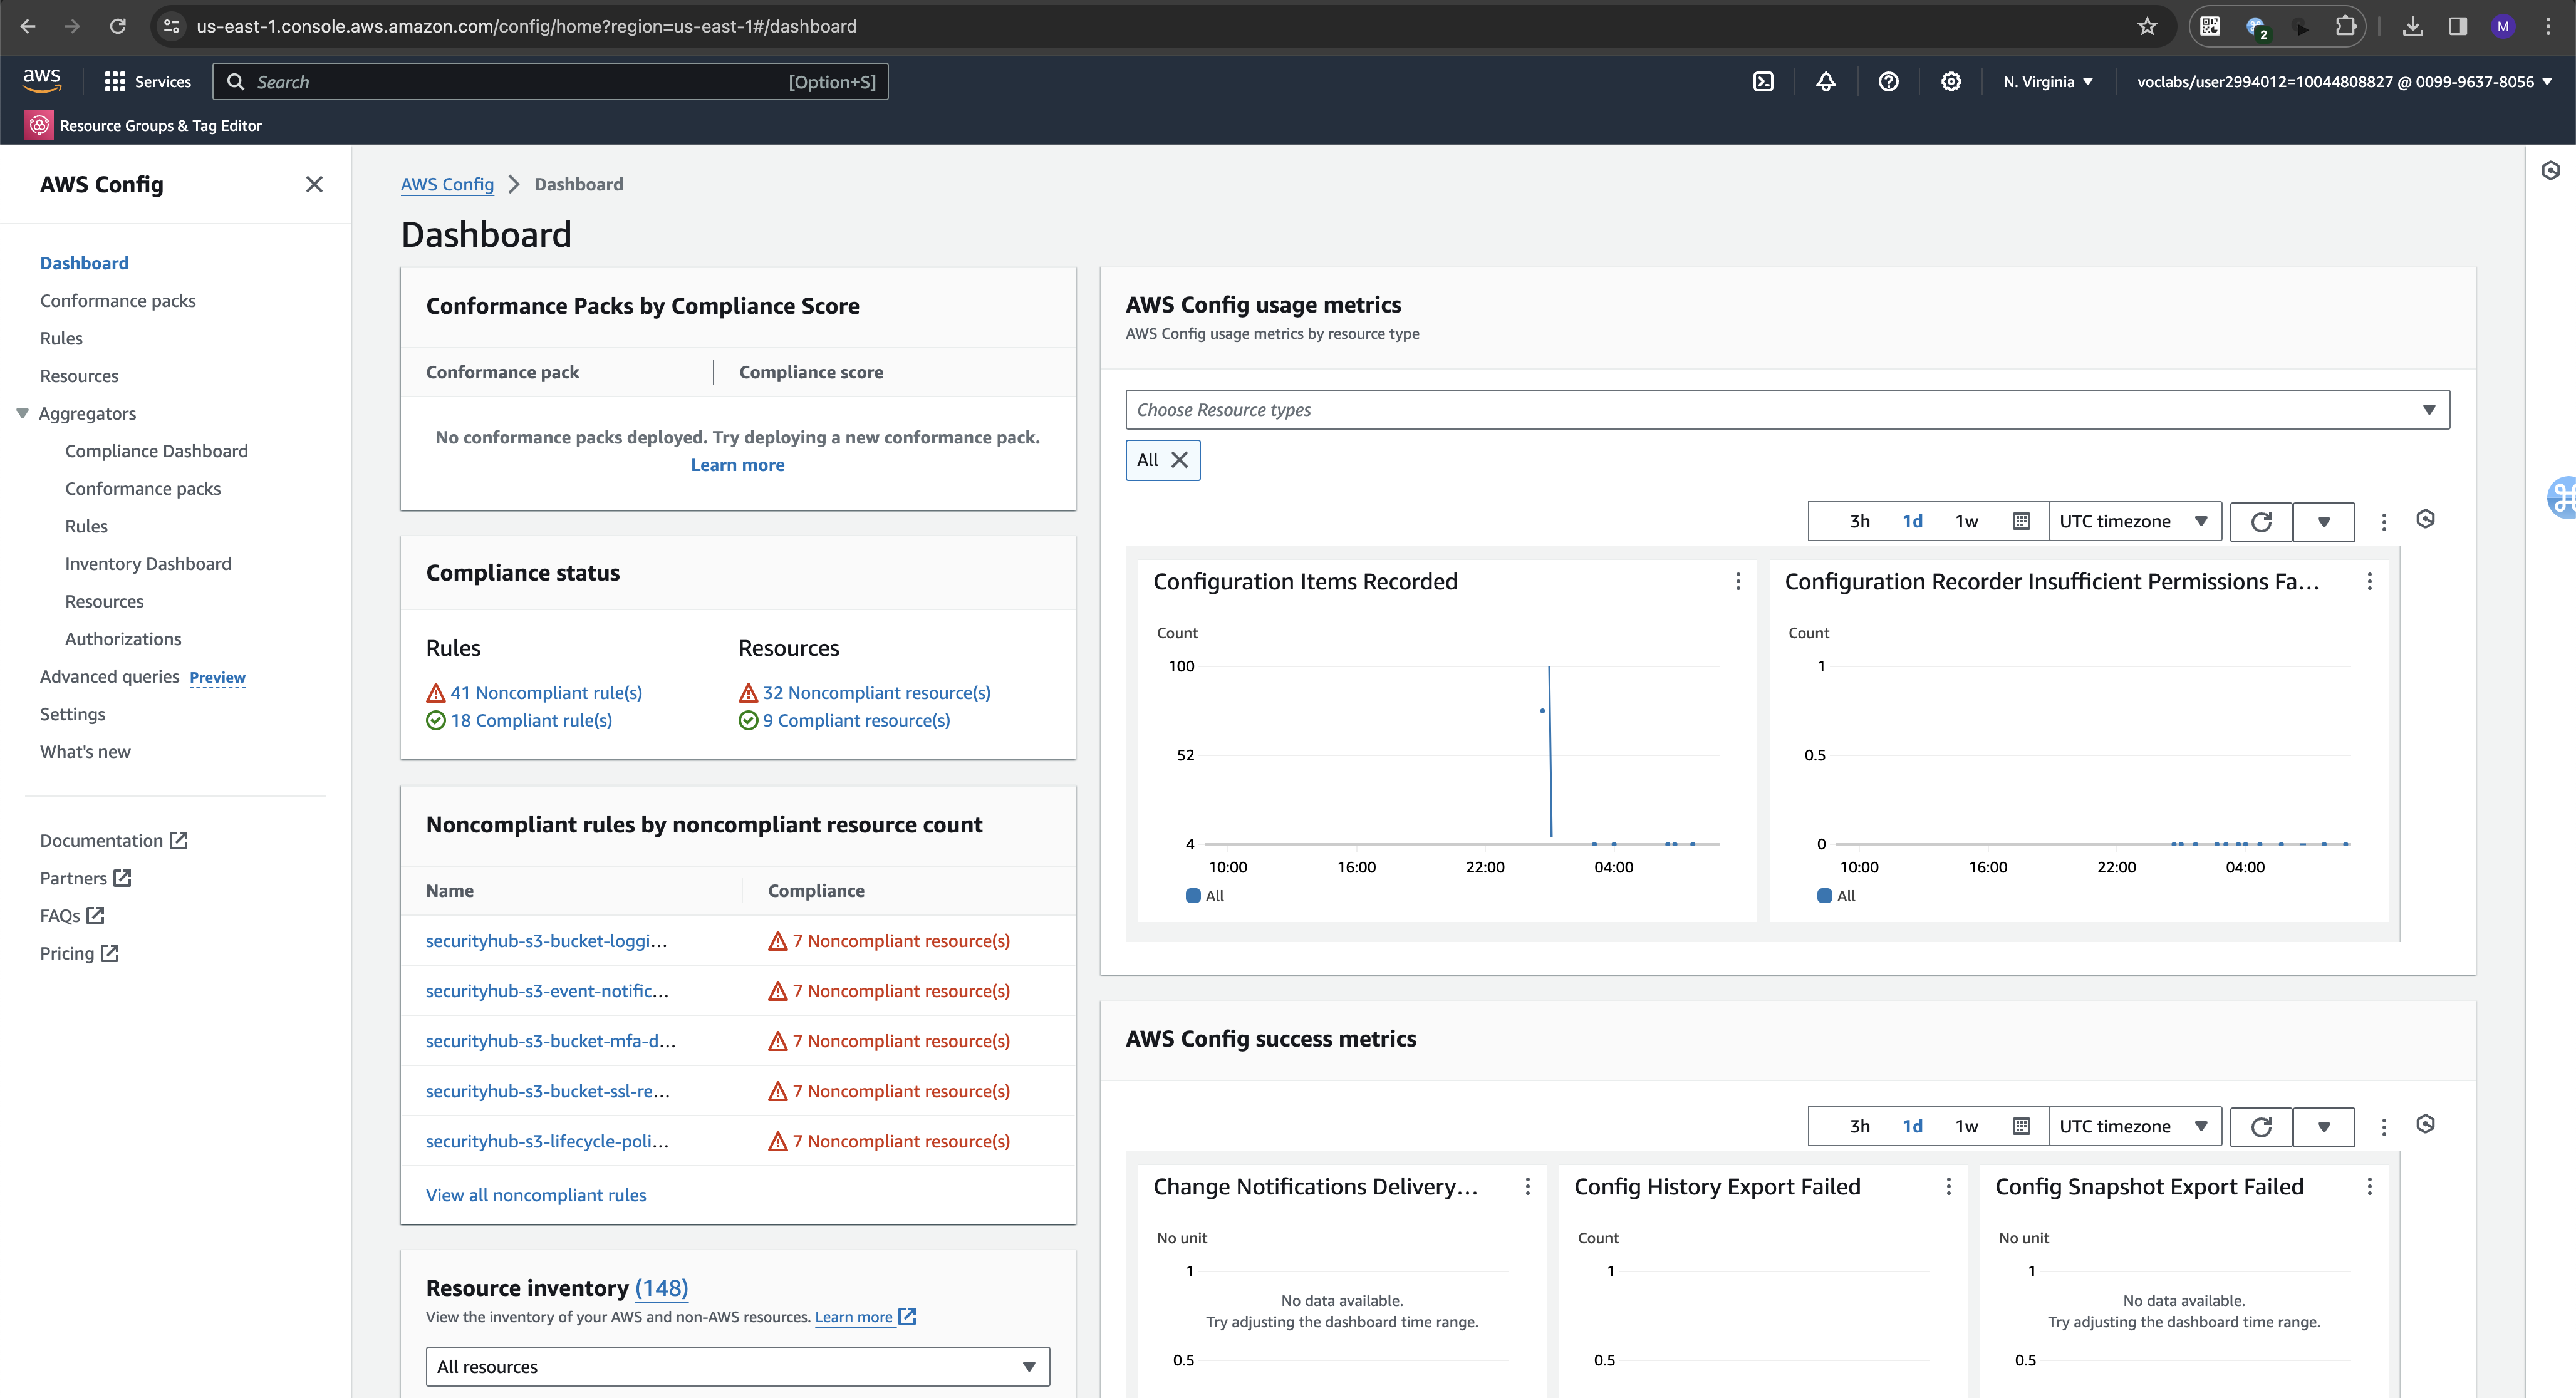 us-east-1.console.aws.amazon.com/config/home?region=us-east-1#/dashboard
2
M
aws
Services
Search
[Option+S]
N. Virginia
voclabs/user2994012=10044808827 @ 0099-9637-8056
Resource Groups & Tag Editor
AWS Config
Dashboard
Conformance packs
Rules
Resources
Aggregators
Compliance Dashboard
Conformance packs
Rules
Inventory Dashboard
Resources
Authorizations
Advanced queries Preview
Settings
What's new
Documentation
Partners
FAQs
Pricing
AWS Config > Dashboard
Dashboard
Conformance Packs by Compliance Score
Conformance pack
Compliance score
No conformance packs deployed. Try deploying a new conformance pack.
Learn more
Compliance status
Rules
41 Noncompliant rule(s)
18 Compliant rule(s)
Resources
32 Noncompliant resource(s)
9 Compliant resource(s)
Noncompliant rules by noncompliant resource count
Name
Compliance
securityhub-s3-bucket-loggi...
7 Noncompliant resource(s)
securityhub-s3-event-notific...
7 Noncompliant resource(s)
securityhub-s3-bucket-mfa-d...
7 Noncompliant resource(s)
securityhub-s3-bucket-ssl-re...
7 Noncompliant resource(s)
securityhub-s3-lifecycle-poli...
7 Noncompliant resource(s)
View all noncompliant rules
Resource inventory (148)
View the inventory of your AWS and non-AWS resources. Learn more
All resources
AWS Config usage metrics
AWS Config usage metrics by resource type
Choose Resource types
All
3h 1d 1w
UTC timezone
Configuration Items Recorded
Count
100
52
4
10:00 16:00 22:00 04:00
All
Configuration Recorder Insufficient Permissions Fa...
Count
1
0.5
0
10:00 16:00 22:00 04:00
All
AWS Config success metrics
3h 1d 1w
UTC timezone
Change Notifications Delivery...
No unit
1
No data available.
Try adjusting the dashboard time range.
0.5
Config History Export Failed
Count
1
0.5
Config Snapshot Export Failed
No unit
1
No data available.
Try adjusting the dashboard time range.
0.5